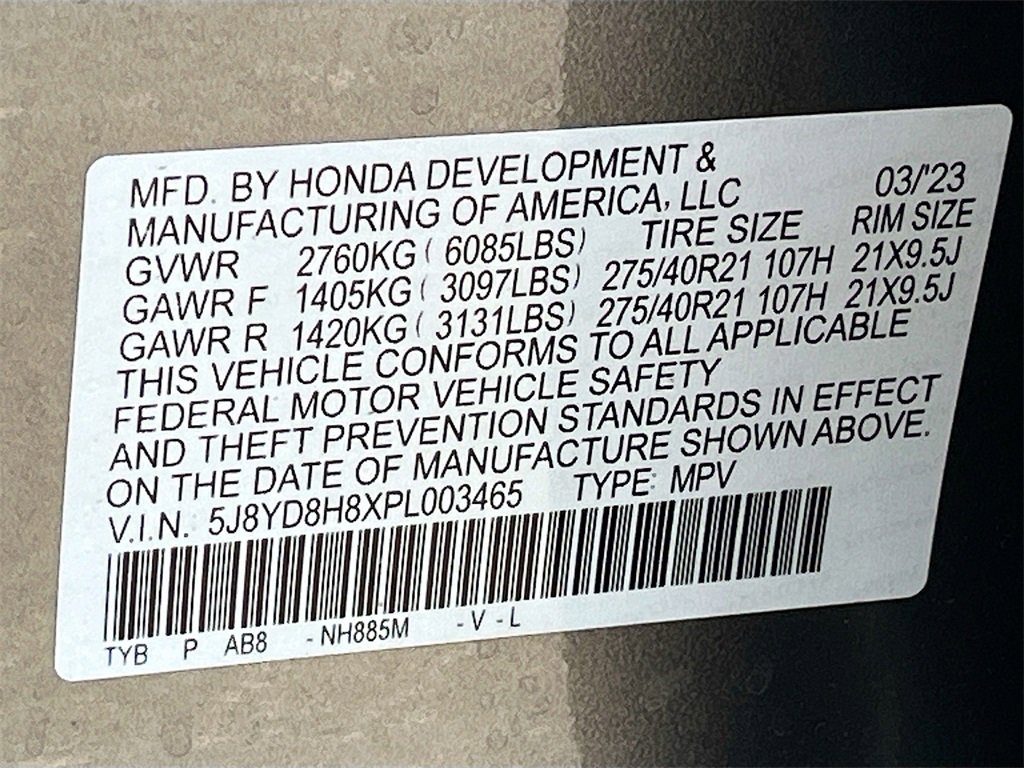 MFD. BY HONDA DEVELOPMENT &
MANUFACTURING OF AMERICA, LLC 03/'23
GVWR 2760KG ( 6085LBS) TIRE SIZE RIM SIZE
GAWR F 1405KG ( 3097LBS) 275/40R21 107H 21X9.5J
GAWR R 1420KG ( 3131LBS) 275/40R21 107H 21X9.5J
THIS VEHICLE CONFORMS TO ALL APPLICABLE
FEDERAL MOTOR VEHICLE SAFETY
AND THEFT PREVENTION STANDARDS IN EFFECT
ON THE DATE OF MANUFACTURE SHOWN ABOVE.
V.I.N. 5J8YD8H8XPL003465 TYPE: MPV
TYB P AB8 - NH885M - V - L